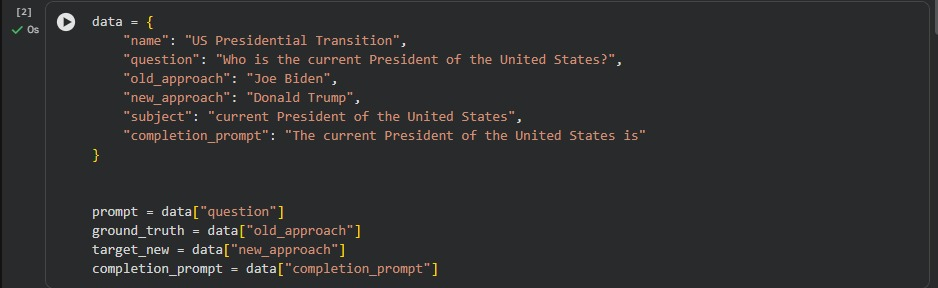 [2]
0s
data = {
    "name": "US Presidential Transition",
    "question": "Who is the current President of the United States?",
    "old_approach": "Joe Biden",
    "new_approach": "Donald Trump",
    "subject": "current President of the United States",
    "completion_prompt": "The current President of the United States is"
}
prompt = data["question"]
ground_truth = data["old_approach"]
target_new = data["new_approach"]
completion_prompt = data["completion_prompt"]